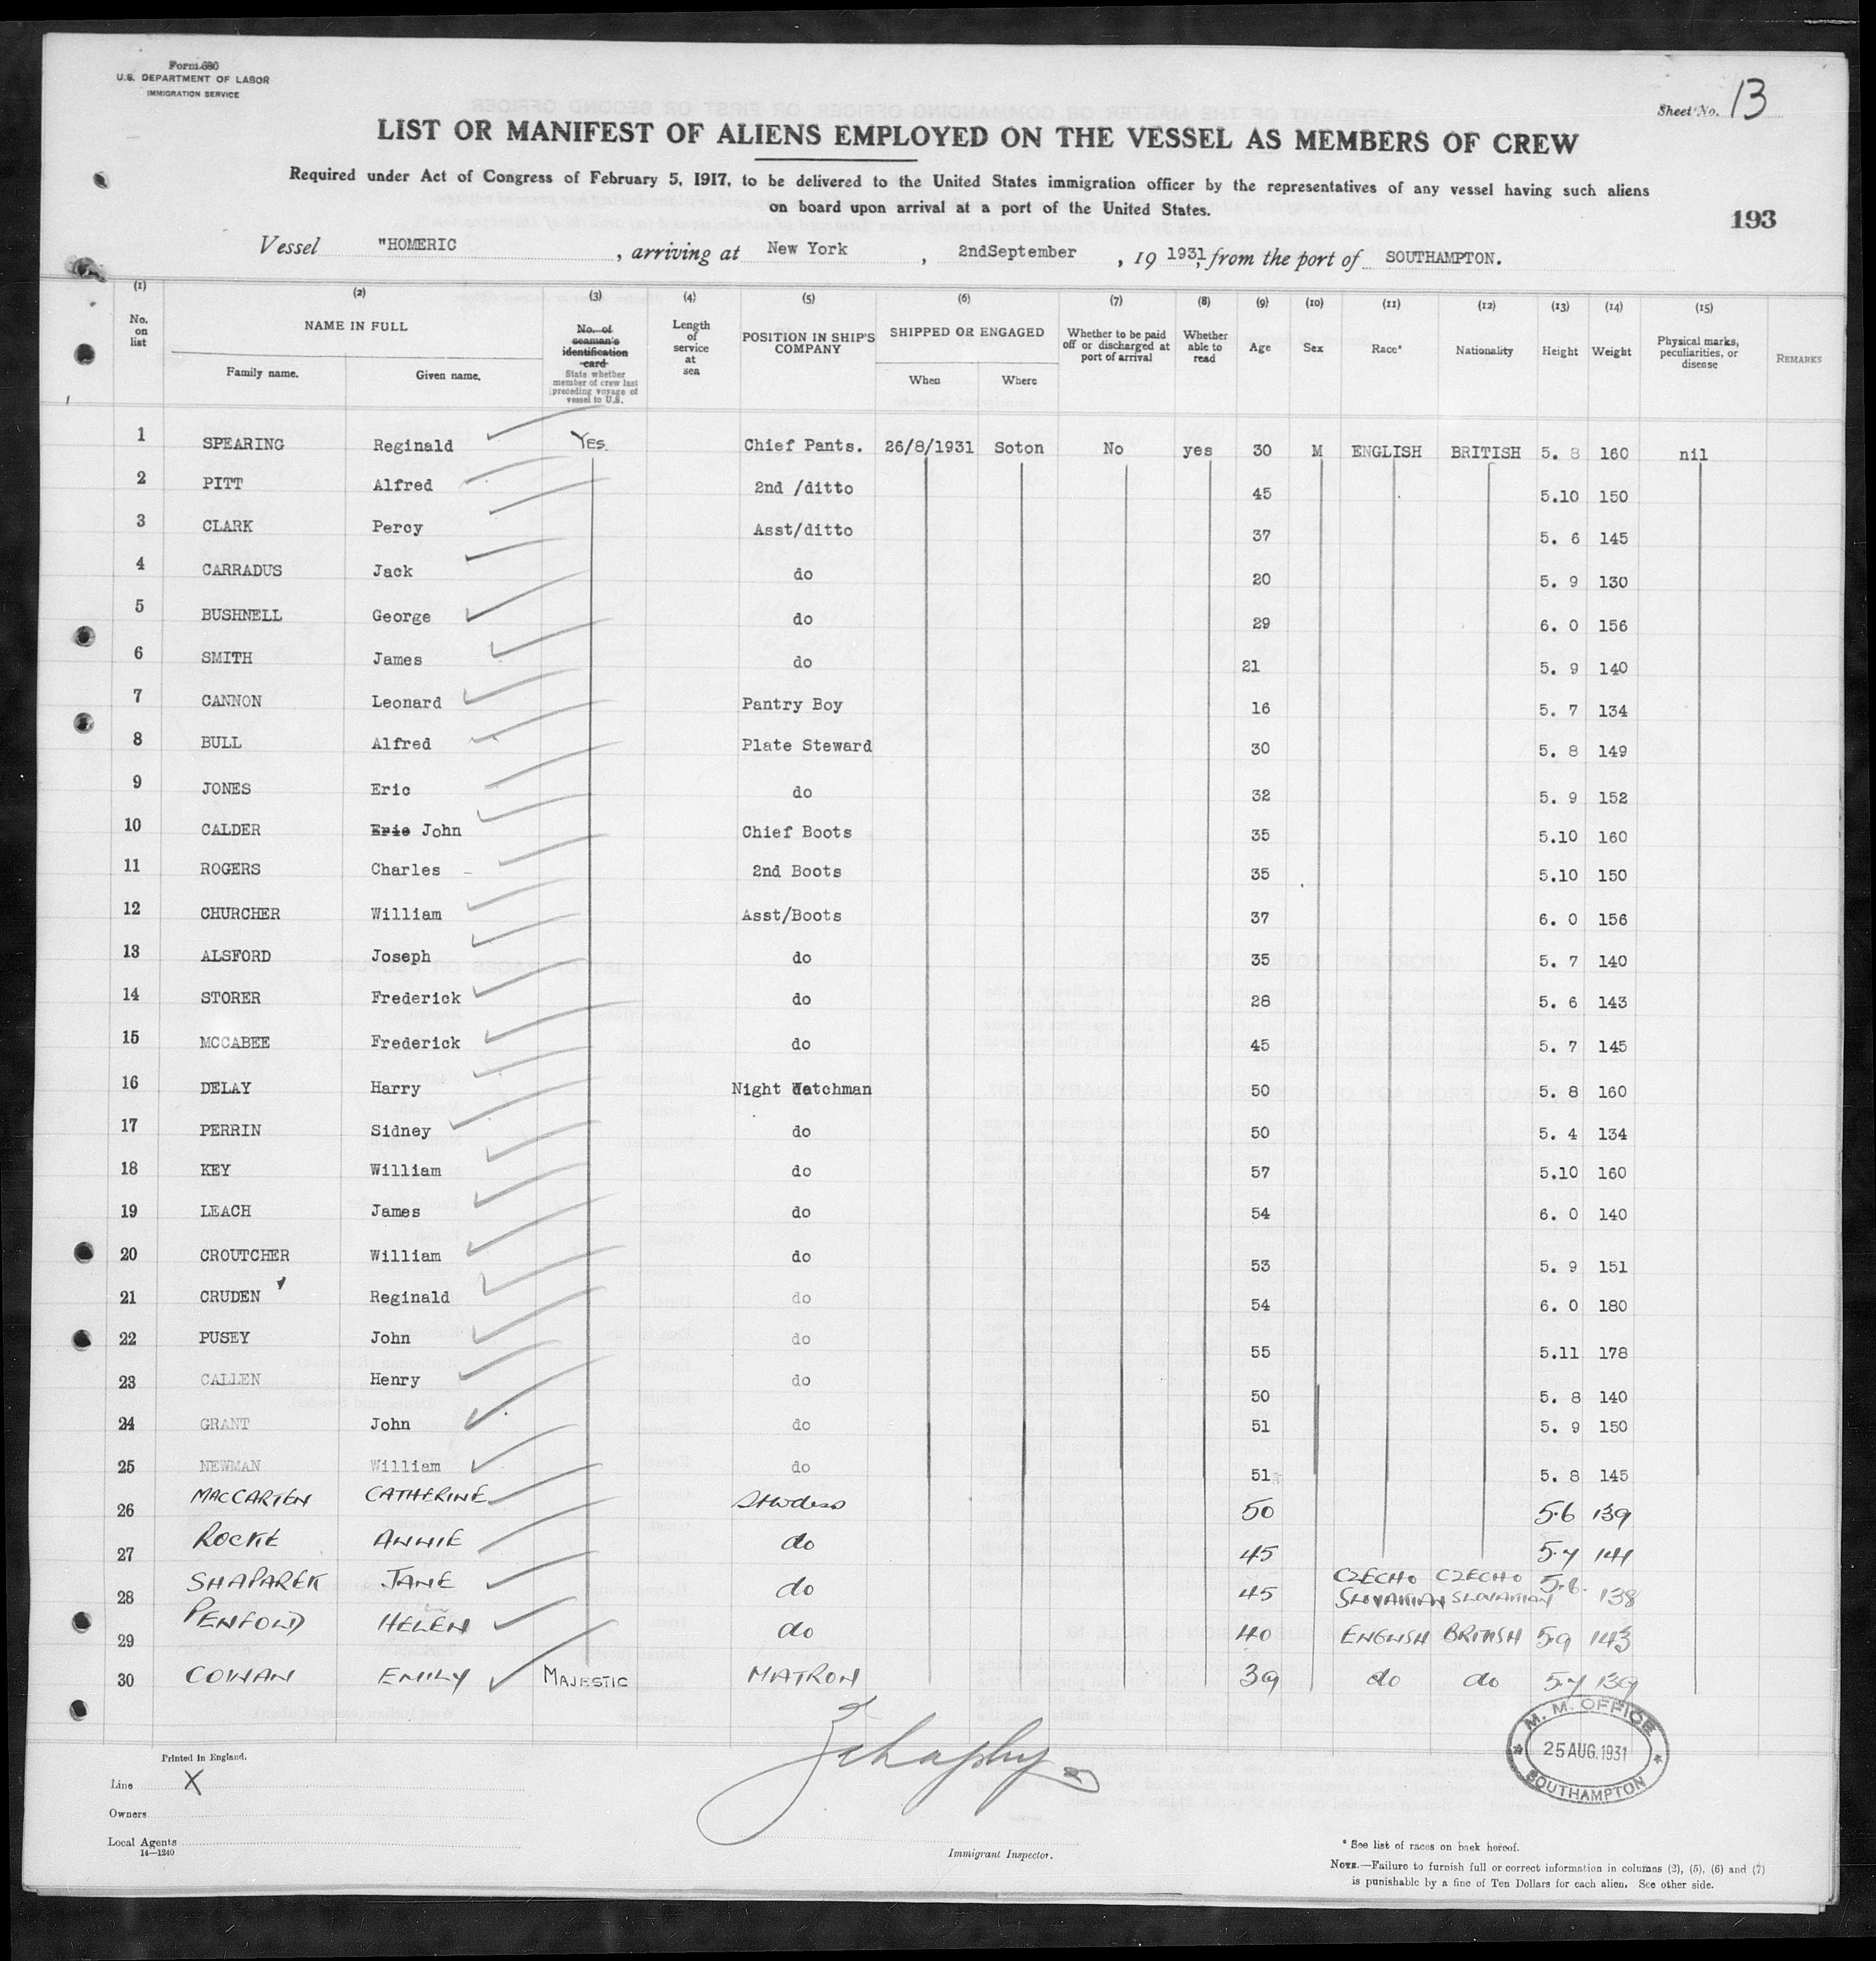 Form 680
U.S. DEPARTMENT OF LABOR
IMMIGRATION SERVICE
Sheet No. 13
LIST OR MANIFEST OF ALIENS EMPLOYED ON THE VESSEL AS MEMBERS OF CREW
Required under Act of Congress of February 5, 1917, to be delivered to the United States immigration officer by the representatives of any vessel having such aliens
on board upon arrival at a port of the United States.
193
Vessel "HOMERIC , arriving at New York , 2ndSeptember , 19 1931, from the port of SOUTHAMPTON.
(1) (2) (3) (4) (5) (6) (7) (8) (9) (10) (11) (12) (13) (14) (15)
No. on list NAME IN FULL Family name. Given name. No. of seaman's identification card State whether member of crew last preceding voyage of vessel to U.S. Length of service at sea POSITION IN SHIP'S COMPANY SHIPPED OR ENGAGED When Where Whether to be paid off or discharged at port of arrival Whether able to read Age Sex Race* Nationality Height Weight Physical marks, peculiarities, or disease REMARKS
1 SPEARING Reginald YES. Chief Pants. 26/8/1931 Soton No yes 30 M ENGLISH BRITISH 5. 8 160 nil
2 PITT Alfred 2nd /ditto 45 5.10 150
3 CLARK Percy Asst/ditto 37 5. 6 145
4 CARRADUS Jack do 20 5. 9 130
5 BUSHNELL George do 29 6. 0 156
6 SMITH James do 21 5. 9 140
7 CANNON Leonard Pantry Boy 16 5. 7 134
8 BULL Alfred Plate Steward 30 5. 8 149
9 JONES Eric do 32 5. 9 152
10 CALDER Eric John Chief Boots 35 5.10 160
11 ROGERS Charles 2nd Boots 35 5.10 150
12 CHURCHER William Asst/Boots 37 6. 0 156
13 ALSFORD Joseph do 35 5. 7 140
14 STORER Frederick do 28 5. 6 143
15 MCCABEE Frederick do 45 5. 7 145
16 DELAY Harry Night Watchman 50 5. 8 160
17 PERRIN Sidney do 50 5. 4 134
18 KEY William do 57 5.10 160
19 LEACH James do 54 6. 0 140
20 CROUTCHER William do 53 5. 9 151
21 CRUDEN Reginald do 54 6. 0 180
22 PUSEY John do 55 5.11 178
23 CALLEN Henry do 50 5. 8 140
24 GRANT John do 51 5. 9 150
25 NEWMAN William do 51 5. 8 145
26 MACCARTEN CATHERINE Stwdess 50 5.6 139
27 ROCKE ANNIE do 45 5.7 141
28 SHAPAREK JANE do 45 CZECHO SLOVAKIAN CZECHO SLOVAKIAN 5.6. 138
29 PENFOLD HELEN do 40 ENGLISH BRITISH 5.9 143
30 COWAN EMILY MAJESTIC MATRON 39 do do 5.7 139
M. M. OFFICE
25 AUG. 1931
SOUTHAMPTON
Printed in England.
Line X
Owners
Local Agents
14—1240
Immigrant Inspector.
* See list of races on back hereof.
NOTE.—Failure to furnish full or correct information in columns (2), (5), (6) and (7)
is punishable by a fine of Ten Dollars for each alien. See other side.